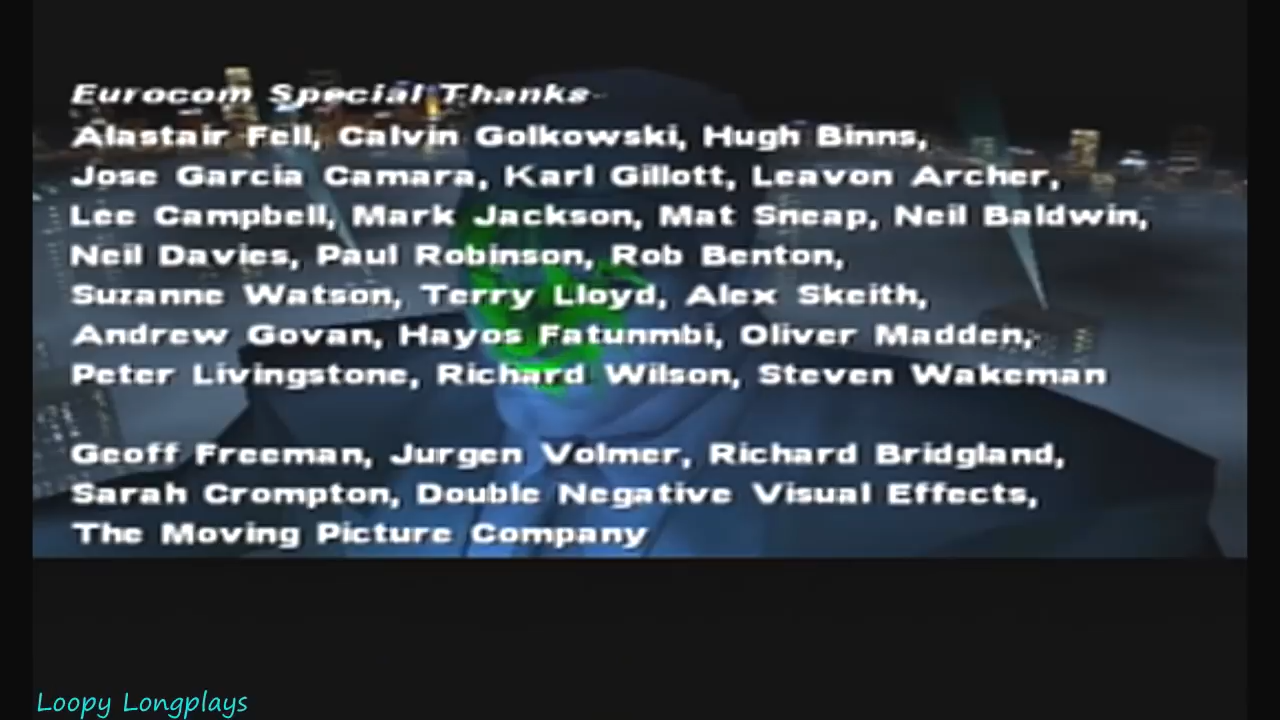 Eurocom Special Thanks
Alastair Fell, Calvin Golkowski, Hugh Binns,
Jose Garcia Camara, Karl Gillott, Leavon Archer,
Lee Campbell, Mark Jackson, Mat Sneap, Neil Baldwin,
Neil Davies, Paul Robinson, Rob Benton,
Suzanne Watson, Terry Lloyd, Alex Skeith,
Andrew Govan, Hayos Fatunmbi, Oliver Madden,
Peter Livingstone, Richard Wilson, Steven Wakeman
Geoff Freeman, Jurgen Volmer, Richard Bridgland,
Sarah Crompton, Double Negative Visual Effects,
The Moving Picture Company
Loopy Longplays